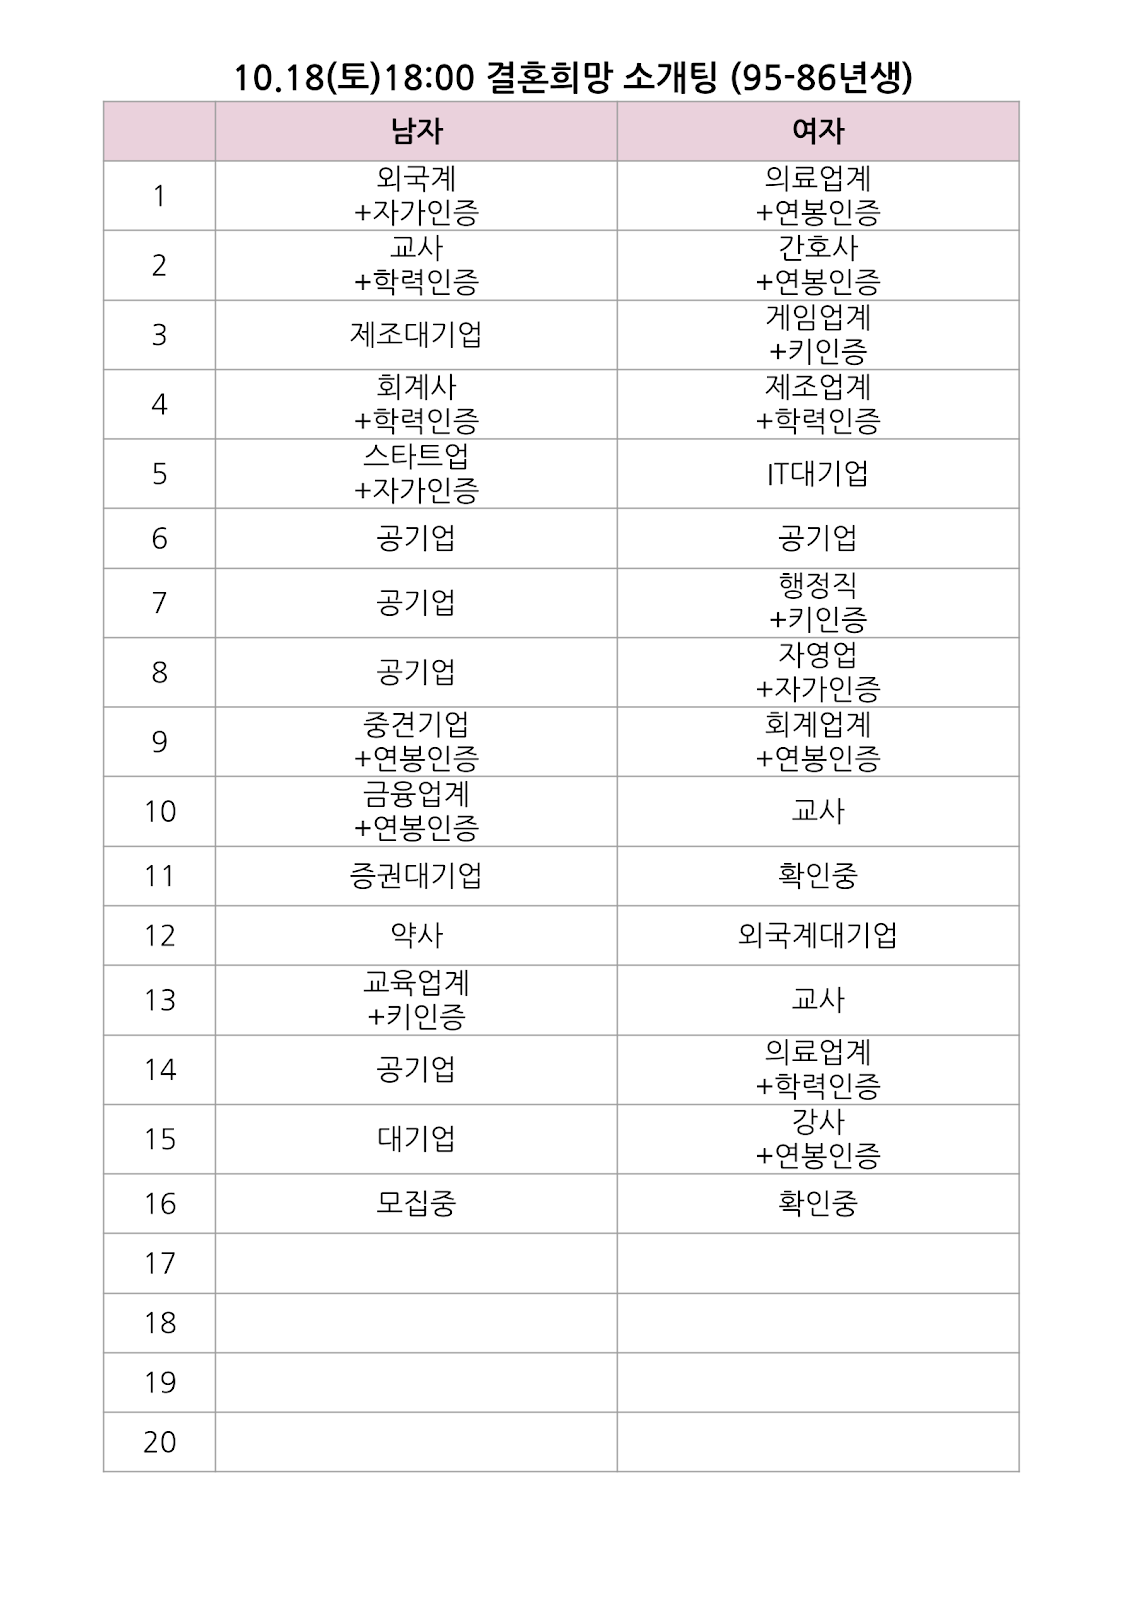 10.18(토)18:00 결혼희망 소개팅 (95-86년생)
남자 여자
1 외국계 +자가인증 의료업계 +연봉인증
2 교사 +학력인증 간호사 +연봉인증
3 제조대기업 게임업계 +키인증
4 회계사 +학력인증 제조업계 +학력인증
5 스타트업 +자가인증 IT대기업
6 공기업 공기업
7 공기업 행정직 +키인증
8 공기업 자영업 +자가인증
9 중견기업 +연봉인증 회계업계 +연봉인증
10 금융업계 +연봉인증 교사
11 증권대기업 확인중
12 약사 외국계대기업
13 교육업계 +키인증 교사
14 공기업 의료업계 +학력인증
15 대기업 강사 +연봉인증
16 모집중 확인중
17
18
19
20